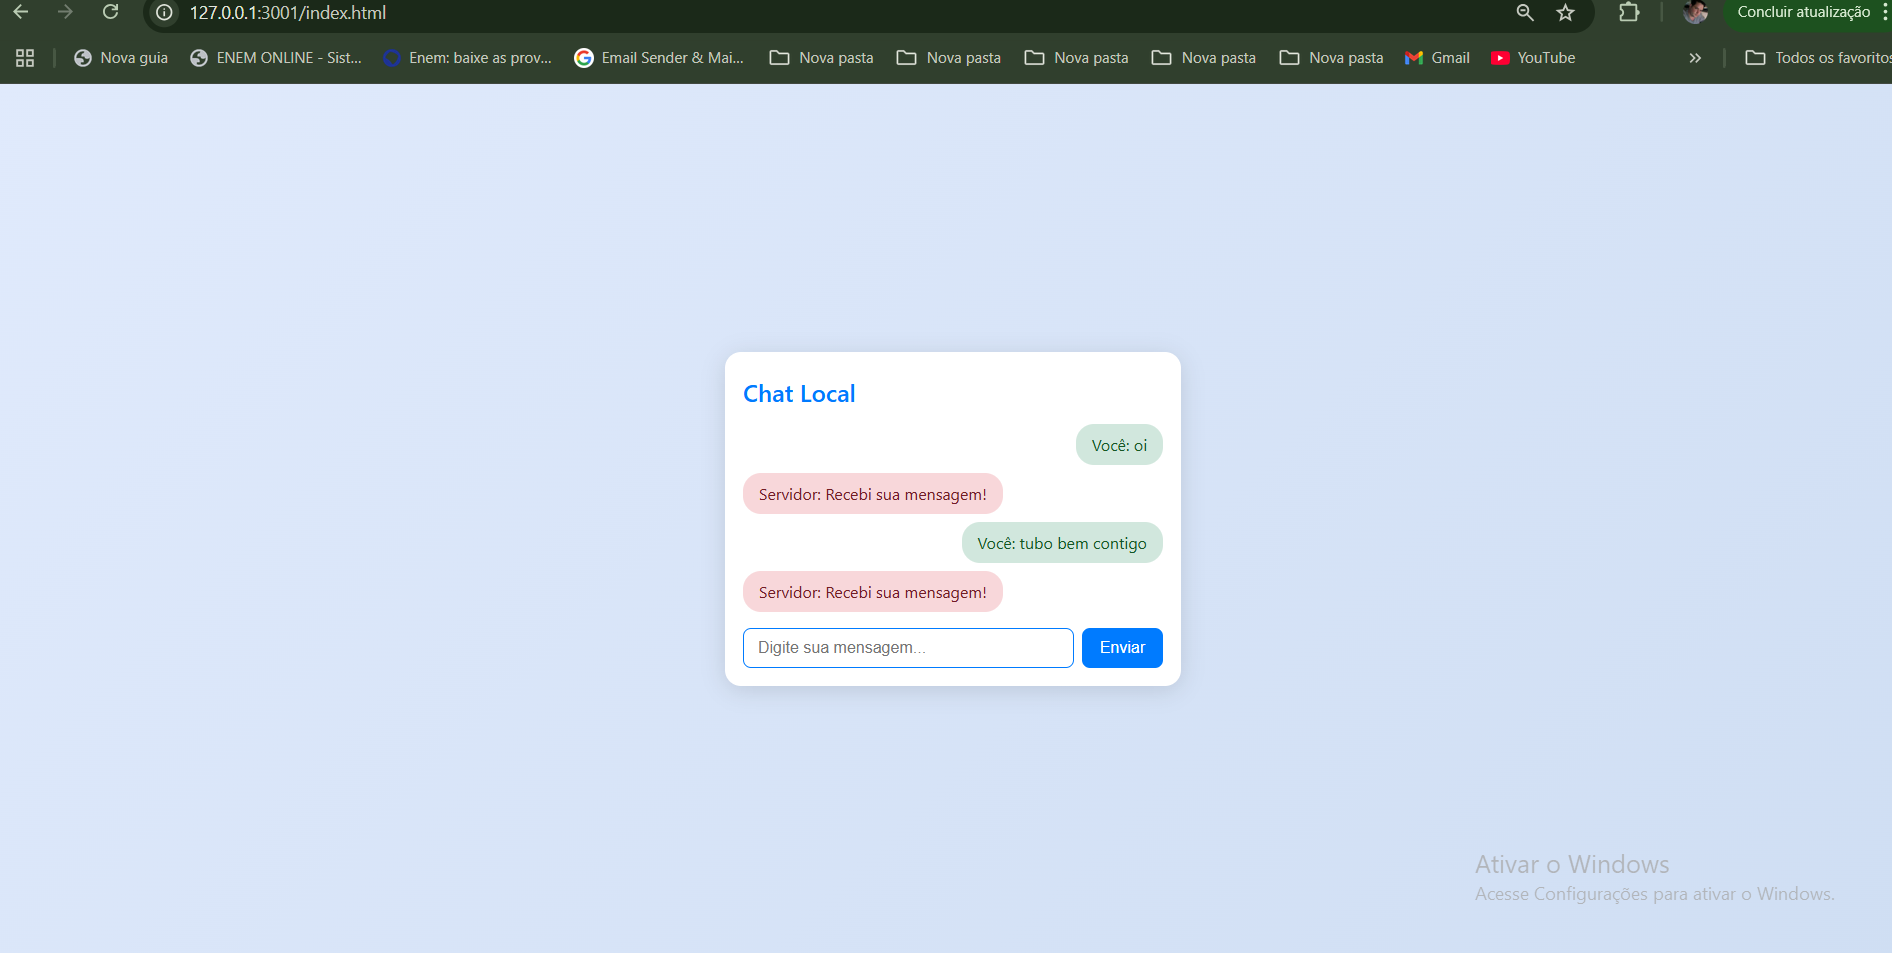 127.0.0.1:3001/index.html
Concluir atualização
Nova guia
ENEM ONLINE - Sist...
Enem: baixe as prov...
Email Sender & Mai...
Nova pasta
Nova pasta
Nova pasta
Nova pasta
Nova pasta
Gmail
YouTube
»
Todos os favoritos
Chat Local
Você: oi
Servidor: Recebi sua mensagem!
Você: tubo bem contigo
Servidor: Recebi sua mensagem!
Digite sua mensagem...
Enviar
Ativar o Windows
Acesse Configurações para ativar o Windows.